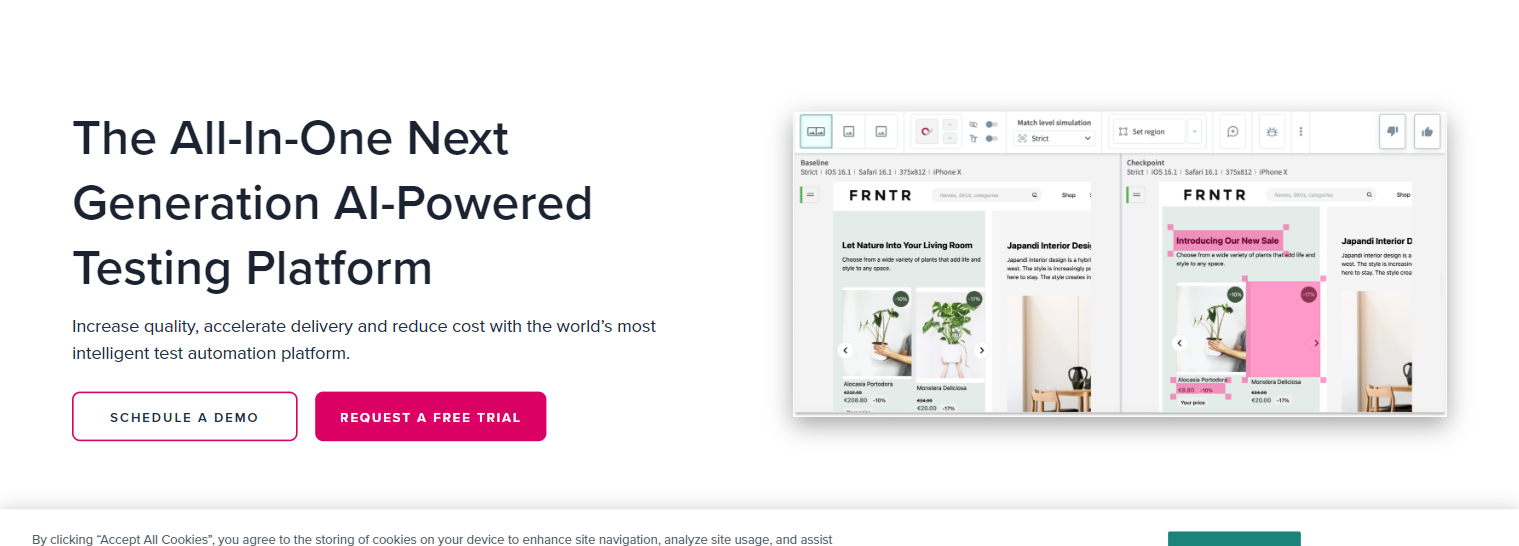 The All-In-One Next
Generation AI-Powered
Testing Platform
Increase quality, accelerate delivery and reduce cost with the world's most
intelligent test automation platform.
SCHEDULE A DEMO
REQUEST A FREE TRIAL
Match level simulation
Strict
Set region
Baseline
Strict | iOS 16.1 | Safari 16.1 | 375x812 | iPhone X
FRNTR
Names, SKUs, categories
Shop
Let Nature Into Your Living Room
Choose from a wide variety of plants that add life and
style to any space.
Japandi Interior Desig
Japandi interior design is a hybri
west. The style is increasingly po
here to stay. The style creates in
-10%
-17%
Alocasia Portodora
€208.80 -10%
Monstera Deliciosa
€24.00
€20.00 -17%
Checkpoint
Strict | iOS 16.1 | Safari 16.1 | 375x812 | iPhone X
FRNTR
Names, SKUs, categories
Shop
Introducing Our New Sale
Choose from a wide variety of plants that add life and
style to any space.
Japandi Interior D
Japandi interior design is a
west. The style is increasin
here to stay. The style crea
-10%
-17%
Alocasia Portodora
€8.80 -10%
Your price
Monstera Deliciosa
€24.00
€20.00 -17%
By clicking “Accept All Cookies”, you agree to the storing of cookies on your device to enhance site navigation, analyze site usage, and assist